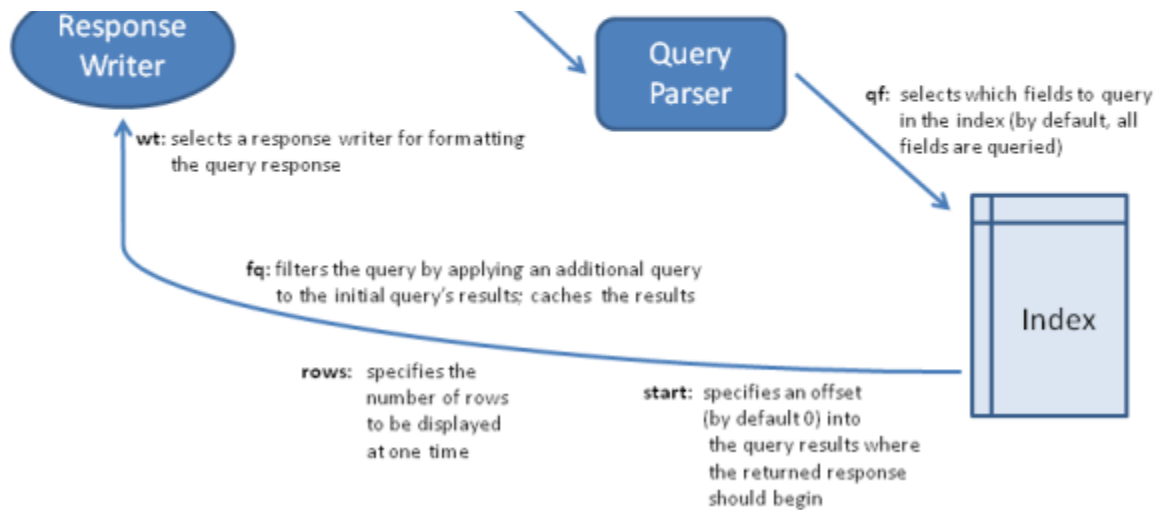 Response
Writer
Query
Parser
qf: selects which fields to query
in the index (by default, all
fields are queried)
wt: selects a response writer for formatting
the query response
fq: filters the query by applying an additional query
to the initial query's results; caches the results
Index
rows: specifies the
number of rows
to be displayed
at one time
start: specifies an offset
(by default 0) into
the query results where
the returned response
should begin